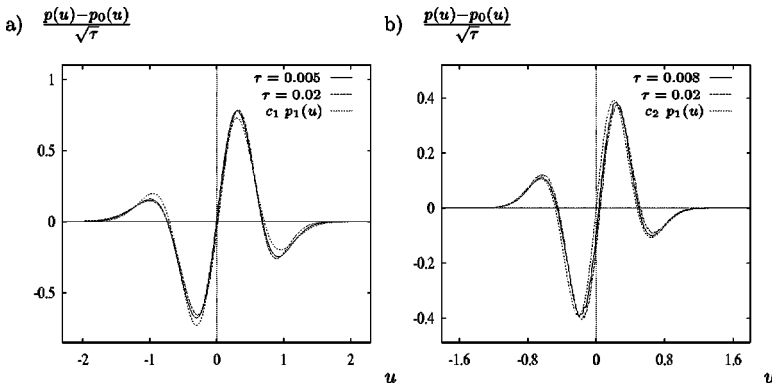 a) p(u)−p₀(u)
√τ
τ = 0.005
τ = 0.02
c₁ p₁(u)
1
0.5
0
-0.5
-2 -1 0 1 2
u
b) p(u)−p₀(u)
√τ
τ = 0.008
τ = 0.02
c₂ p₁(u)
0.4
0.2
0
-0.2
-0.4
-1.6 -0.8 0 0.8 1.6
u